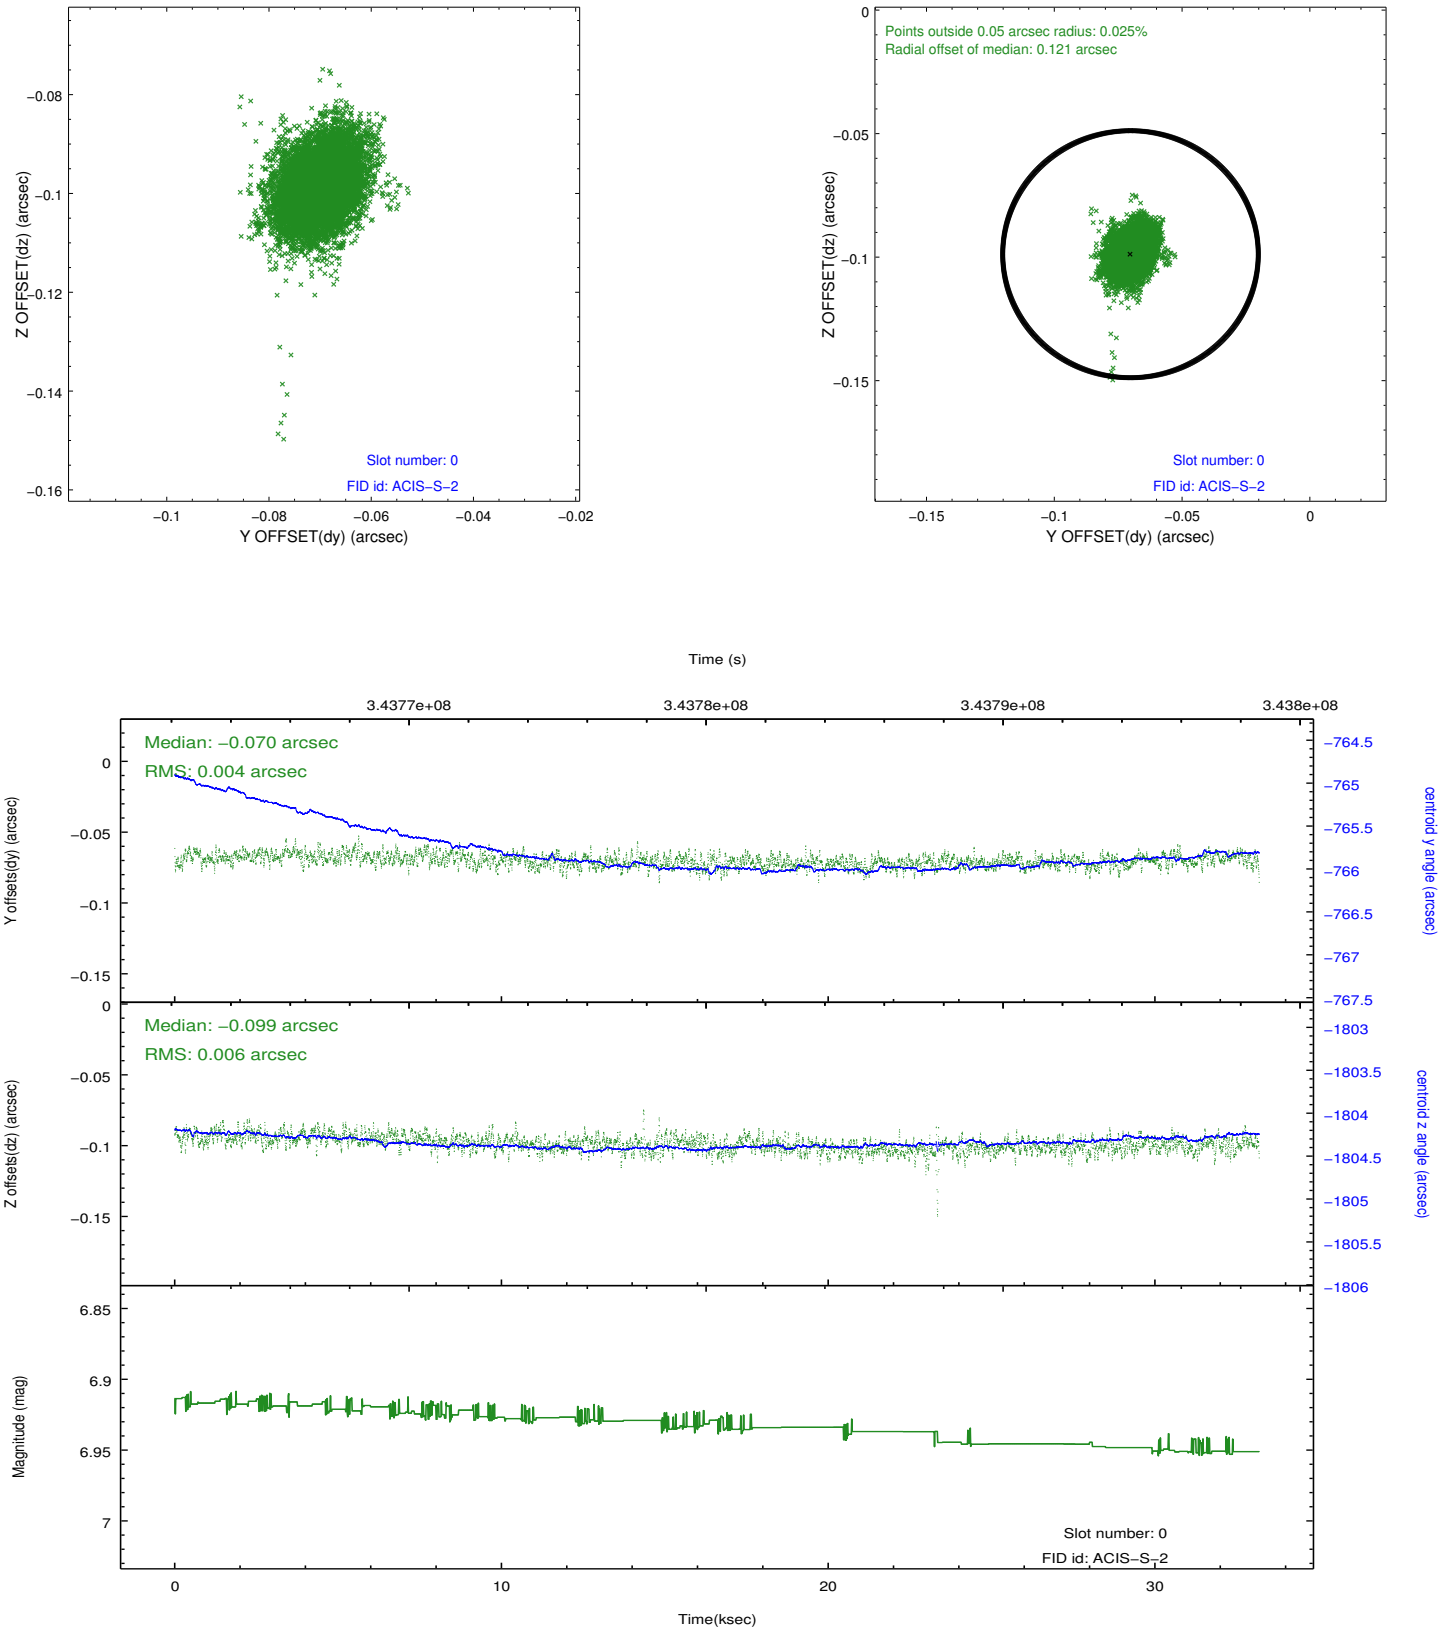 −0.08
−0.1
−0.12
−0.14
−0.16
Z OFFSET(dz) (arcsec)
Slot number: 0
FID id: ACIS−S−2
−0.1
−0.08
−0.06
−0.04
−0.02
Y OFFSET(dy) (arcsec)
0
−0.05
−0.1
−0.15
Z OFFSET(dz) (arcsec)
Points outside 0.05 arcsec radius: 0.025%
Radial offset of median: 0.121 arcsec
Slot number: 0
FID id: ACIS−S−2
−0.15
−0.1
−0.05
0
Y OFFSET(dy) (arcsec)
Time (s)
3.4377e+08
3.4378e+08
3.4379e+08
3.438e+08
Median: −0.070 arcsec
RMS: 0.004 arcsec
0
−0.05
−0.1
−0.15
Y offsets(dy) (arcsec)
−764.5
−765
−765.5
−766
−766.5
−767
−767.5
centroid y angle (arcsec)
Median: −0.099 arcsec
RMS: 0.006 arcsec
0
−0.05
−0.1
−0.15
Z offsets(dz) (arcsec)
−1803
−1803.5
−1804
−1804.5
−1805
−1805.5
−1806
centroid z angle (arcsec)
6.85
6.9
6.95
7
Magnitude (mag)
Slot number: 0
FID id: ACIS−S−2
0
10
20
30
Time(ksec)